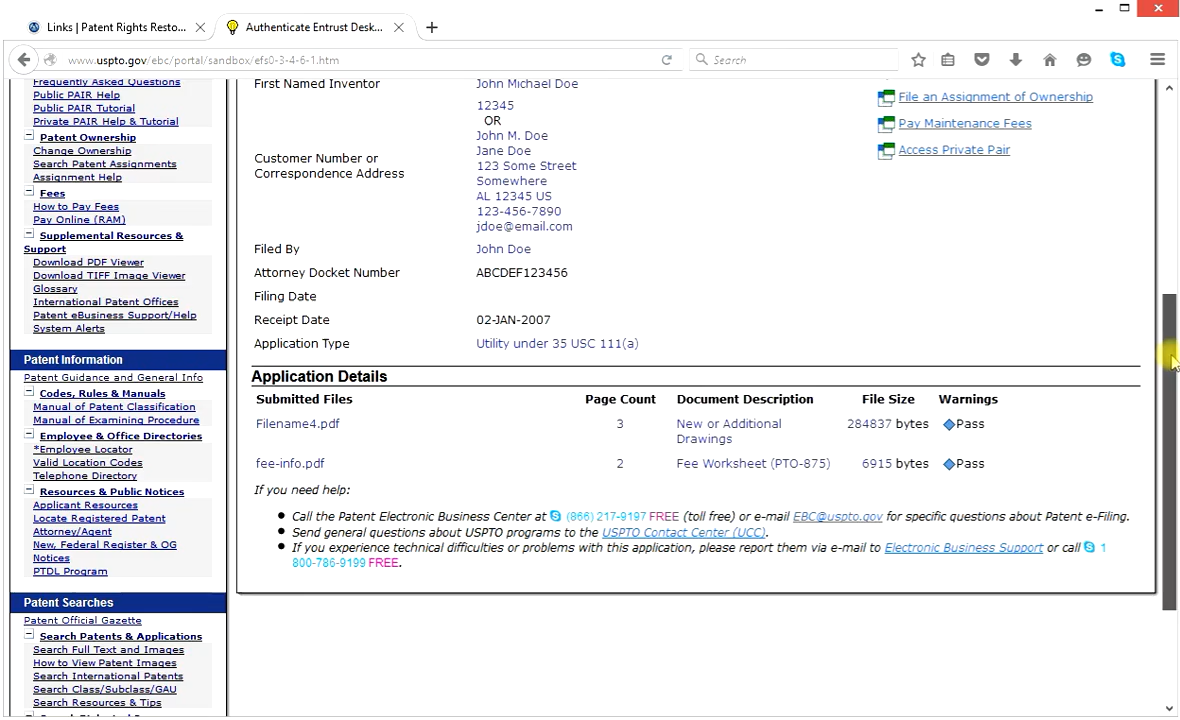 Links | Patent Rights Resto...
Authenticate Entrust Desk...
www.uspto.gov/ebc/portal/sandbox/efs0-3-4-6-1.htm
Search
Frequently Asked Questions
Public PAIR Help
Public PAIR Tutorial
Private PAIR Help & Tutorial
Patent Ownership
Change Ownership
Search Patent Assignments
Assignment Help
Fees
How to Pay Fees
Pay Online (RAM)
Supplemental Resources &
Support
Download PDF Viewer
Download TIFF Image Viewer
Glossary
International Patent Offices
Patent eBusiness Support/Help
System Alerts
Patent Information
Patent Guidance and General Info
Codes, Rules & Manuals
Manual of Patent Classification
Manual of Examining Procedure
Employee & Office Directories
*Employee Locator
Valid Location Codes
Telephone Directory
Resources & Public Notices
Applicant Resources
Locate Registered Patent
Attorney/Agent
New, Federal Register & OG
Notices
PTDL Program
Patent Searches
Patent Official Gazette
Search Patents & Applications
Search Full Text and Images
How to View Patent Images
Search International Patents
Search Class/Subclass/GAU
Search Resources & Tips
First Named Inventor John Michael Doe
12345
OR
John M. Doe
Jane Doe
Customer Number or
Correspondence Address
123 Some Street
Somewhere
AL 12345 US
123-456-7890
jdoe@email.com
Filed By John Doe
Attorney Docket Number ABCDEF123456
Filing Date
Receipt Date 02-JAN-2007
Application Type Utility under 35 USC 111(a)
File an Assignment of Ownership
Pay Maintenance Fees
Access Private Pair
Application Details
Submitted Files Page Count Document Description File Size Warnings
Filename4.pdf 3 New or Additional 284837 bytes Pass
Drawings
fee-info.pdf 2 Fee Worksheet (PTO-875) 6915 bytes Pass
If you need help:
Call the Patent Electronic Business Center at (866) 217-9197 FREE (toll free) or e-mail EBC@uspto.gov for specific questions about Patent e-Filing.
Send general questions about USPTO programs to the USPTO Contact Center (UCC).
If you experience technical difficulties or problems with this application, please report them via e-mail to Electronic Business Support or call 1
800-786-9199 FREE.